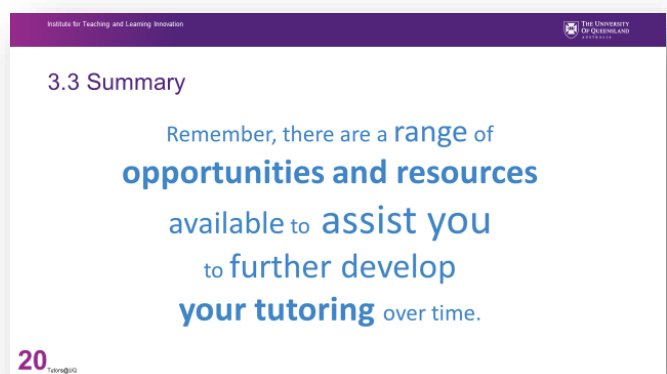 Institute for Teaching and Learning Innovation
THE UNIVERSITY
OF QUEENSLAND
AUSTRALIA
3.3 Summary
Remember, there are a range of
opportunities and resources
available to assist you
to further develop
your tutoring over time.
20 Tutors@UQ